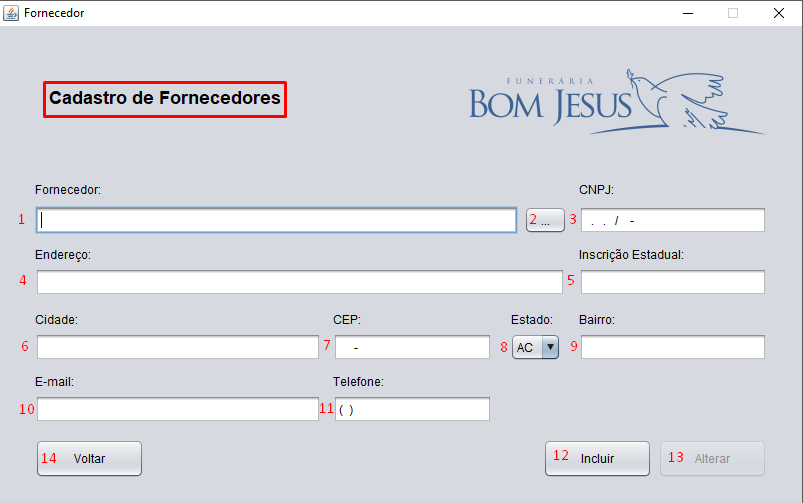 Fornecedor
Cadastro de Fornecedores
FUNERÁRIA
BOM JESUS
Fornecedor: CNPJ:
1 2 ... 3 . . / -
Endereço: Inscrição Estadual:
4 5
Cidade: CEP: Estado: Bairro:
6 7 - 8 AC 9
E-mail: Telefone:
10 11 ( )
14 Voltar 12 Incluir 13 Alterar